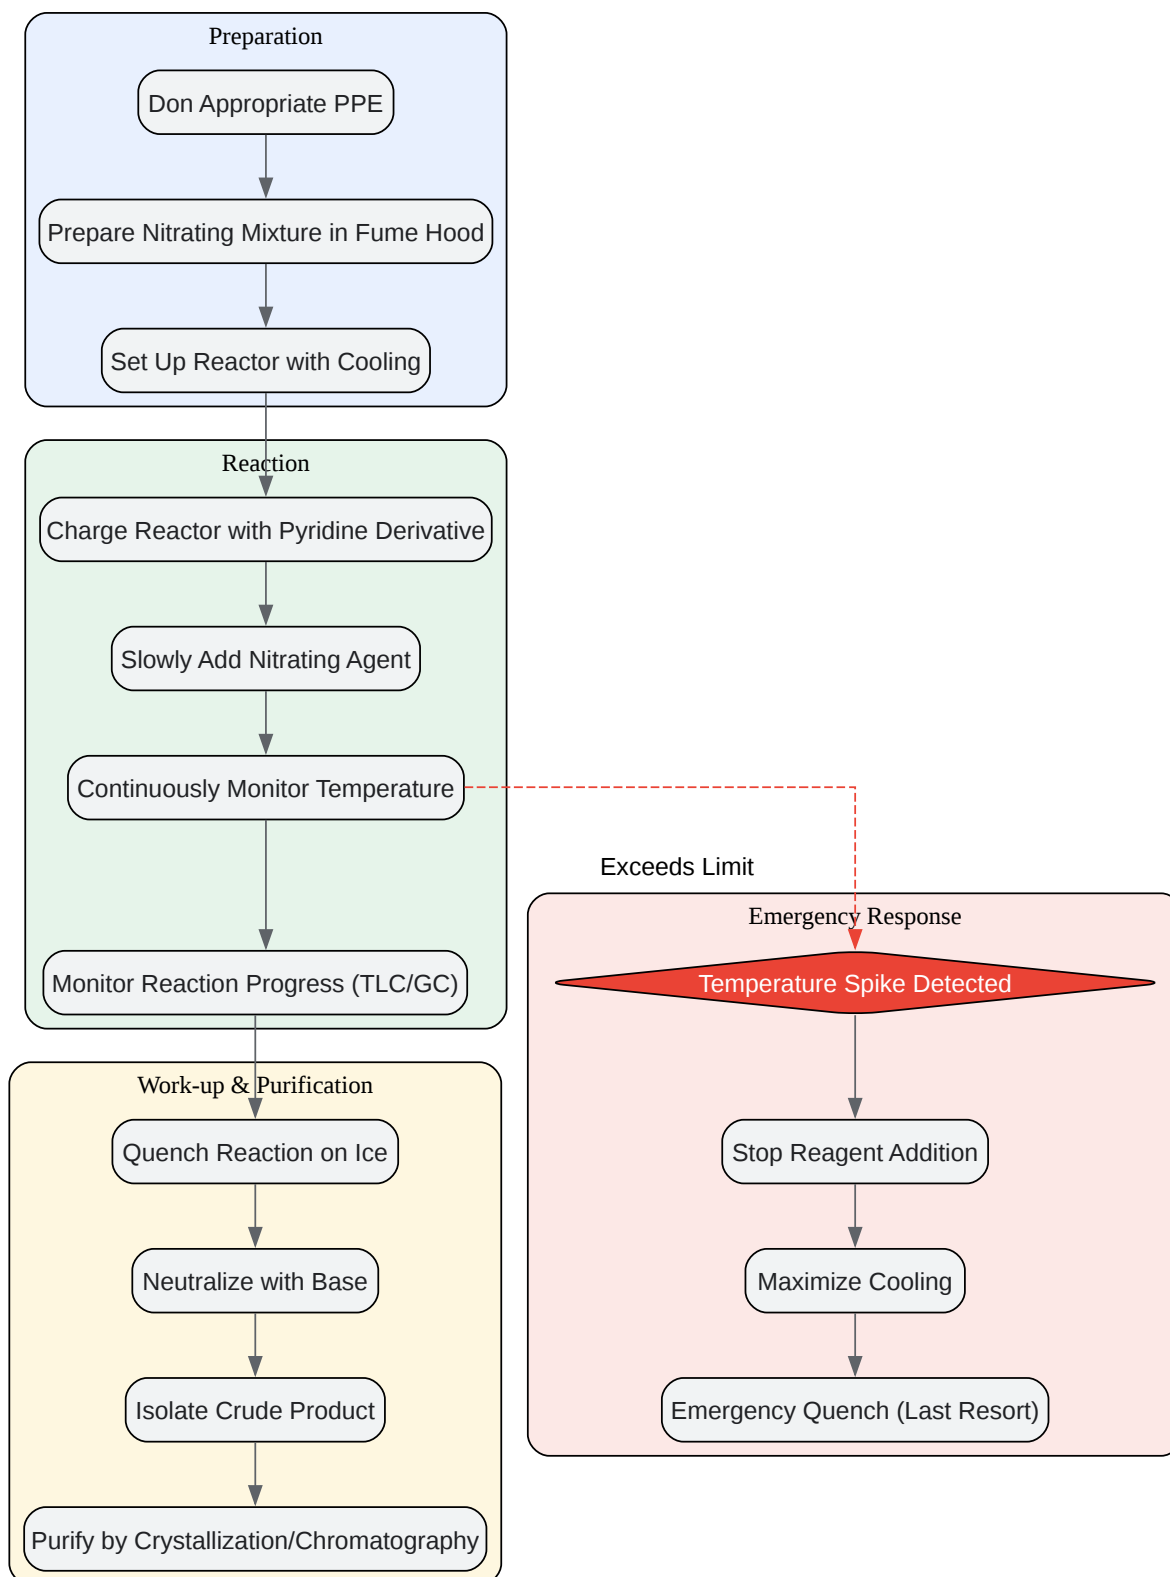 Preparation
Don Appropriate PPE
Prepare Nitrating Mixture in Fume Hood
Set Up Reactor with Cooling
Reaction
Charge Reactor with Pyridine Derivative
Slowly Add Nitrating Agent
Continuously Monitor Temperature
Monitor Reaction Progress (TLC/GC)
Exceeds Limit
Emergency Response
Temperature Spike Detected
Stop Reagent Addition
Maximize Cooling
Emergency Quench (Last Resort)
Work-up & Purification
Quench Reaction on Ice
Neutralize with Base
Isolate Crude Product
Purify by Crystallization/Chromatography